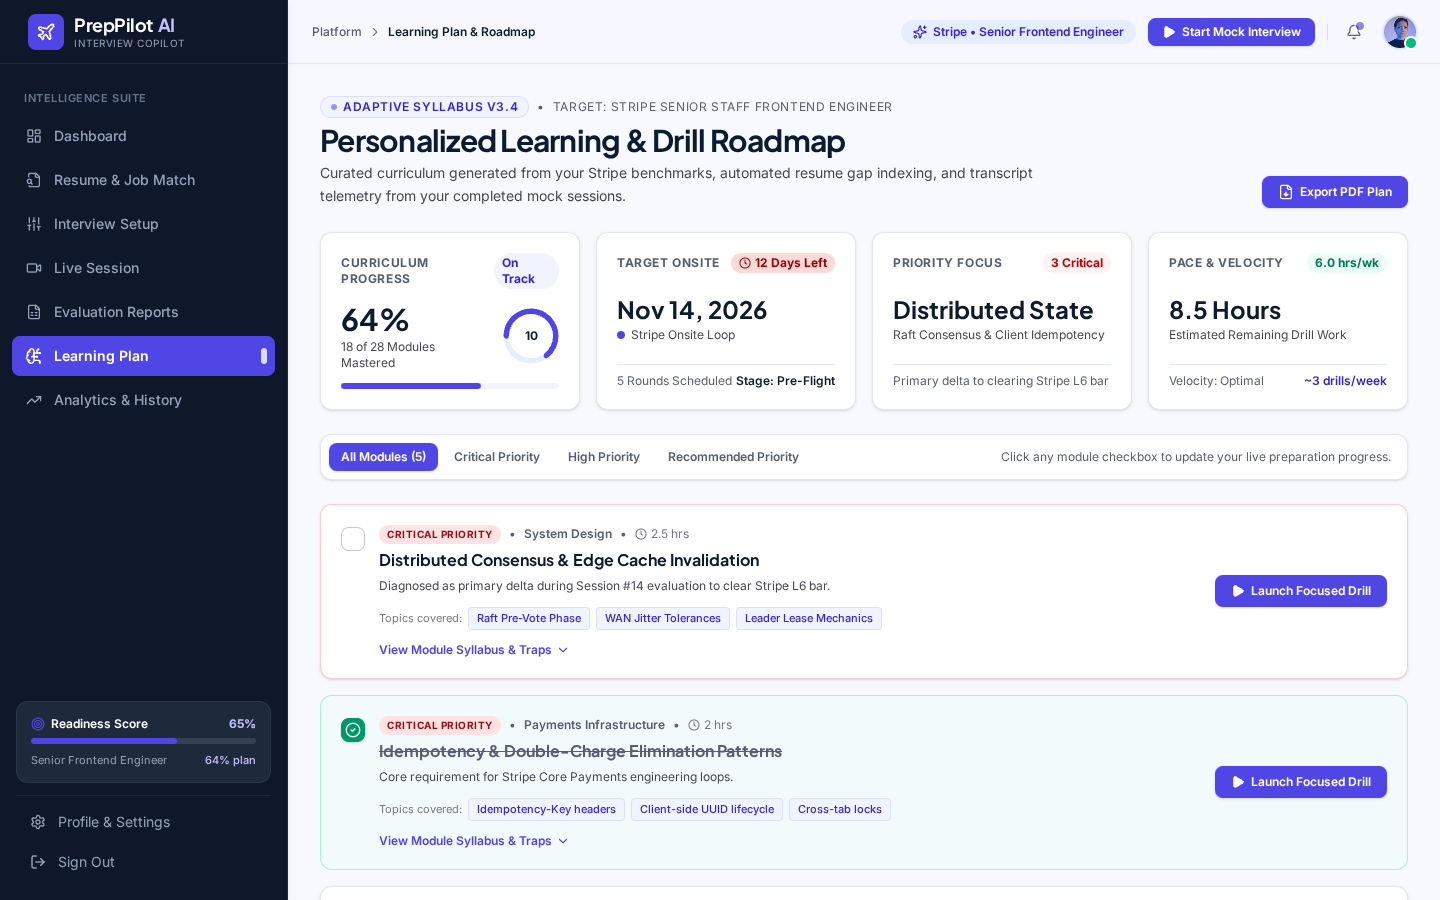 PrepPilot AI
INTERVIEW COPILOT
INTELLIGENCE SUITE
Dashboard
Resume & Job Match
Interview Setup
Live Session
Evaluation Reports
Learning Plan
Analytics & History
Readiness Score 65%
Senior Frontend Engineer 64% plan
Profile & Settings
Sign Out
Platform Learning Plan & Roadmap
Stripe • Senior Frontend Engineer
Start Mock Interview
ADAPTIVE SYLLABUS V3.4 • TARGET: STRIPE SENIOR STAFF FRONTEND ENGINEER
Personalized Learning & Drill Roadmap
Curated curriculum generated from your Stripe benchmarks, automated resume gap indexing, and transcript
telemetry from your completed mock sessions.
Export PDF Plan
CURRICULUM
PROGRESS
On
Track
64%
18 of 28 Modules
Mastered
10
TARGET ONSITE 12 Days Left
Nov 14, 2026
Stripe Onsite Loop
5 Rounds Scheduled Stage: Pre-Flight
PRIORITY FOCUS 3 Critical
Distributed State
Raft Consensus & Client Idempotency
Primary delta to clearing Stripe L6 bar
PACE & VELOCITY 6.0 hrs/wk
8.5 Hours
Estimated Remaining Drill Work
Velocity: Optimal ~3 drills/week
All Modules (5) Critical Priority High Priority Recommended Priority
Click any module checkbox to update your live preparation progress.
CRITICAL PRIORITY • System Design • 2.5 hrs
Distributed Consensus & Edge Cache Invalidation
Diagnosed as primary delta during Session #14 evaluation to clear Stripe L6 bar.
Topics covered: Raft Pre-Vote Phase WAN Jitter Tolerances Leader Lease Mechanics
View Module Syllabus & Traps
Launch Focused Drill
CRITICAL PRIORITY • Payments Infrastructure • 2 hrs
Idempotency & Double-Charge Elimination Patterns
Core requirement for Stripe Core Payments engineering loops.
Topics covered: Idempotency-Key headers Client-side UUID lifecycle Cross-tab locks
View Module Syllabus & Traps
Launch Focused Drill